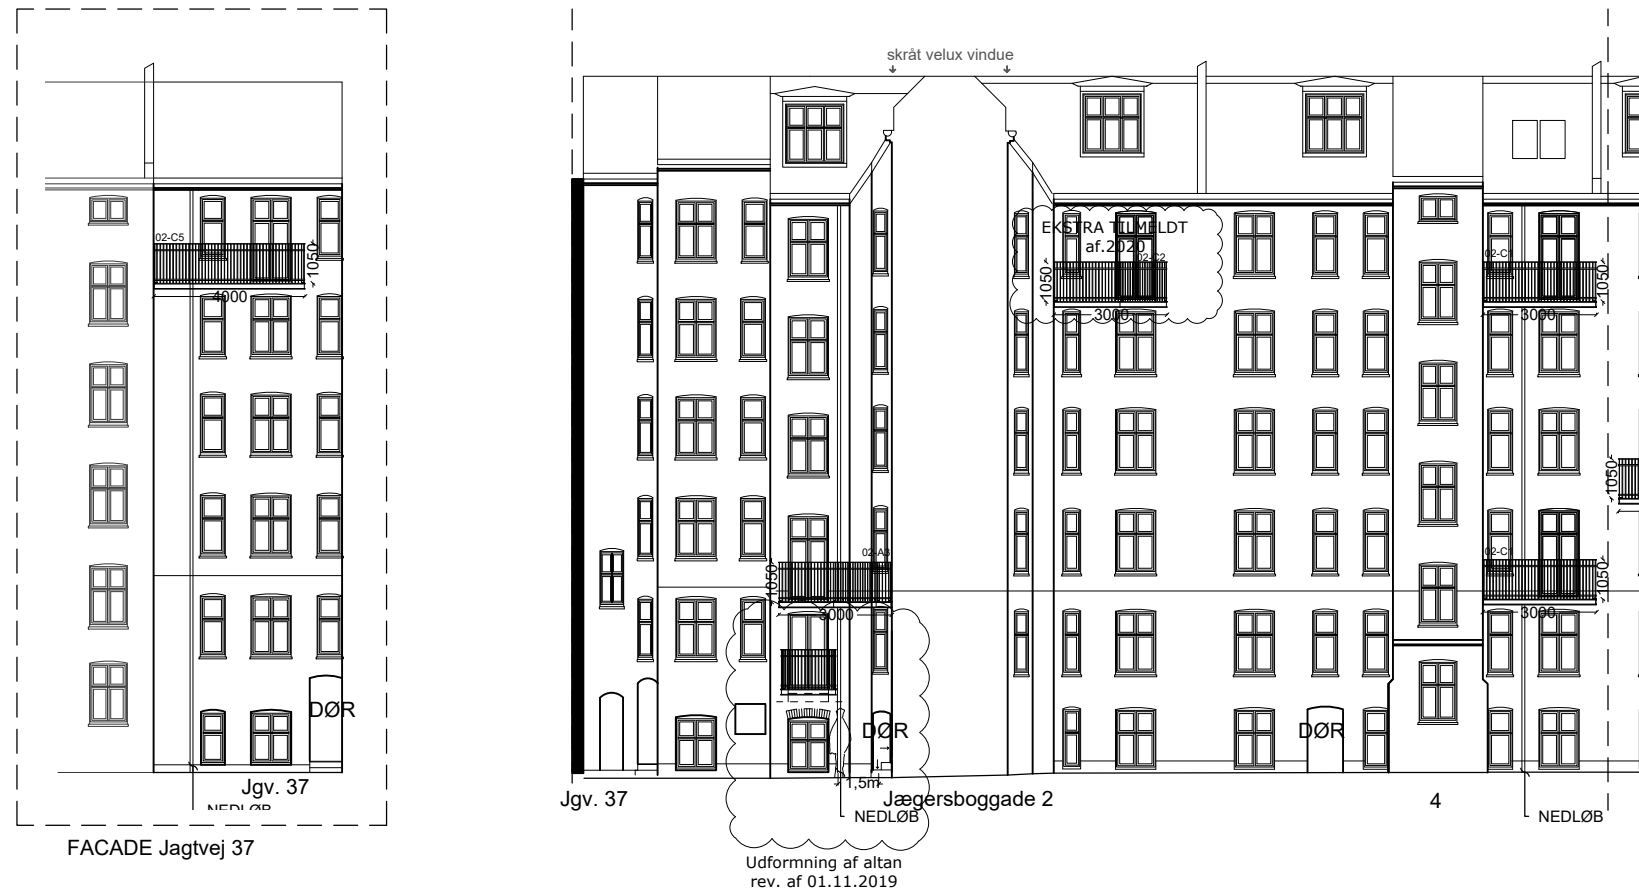 skråt velux vindue
02-C5
1050
4000
DØR
Jgv. 37
NEDLØB
FACADE Jagtvej 37
EKSTRA TILMELDT
af.2020
02-C2
1050
3000
02-C1
1050
3000
1050
02-A3
1050
3000
02-C1
1050
3000
DØR
DØR
1,5m
Jgv. 37
Jægersboggade 2
4
NEDLØB
NEDLØB
Udformning af altan
rev. af 01.11.2019